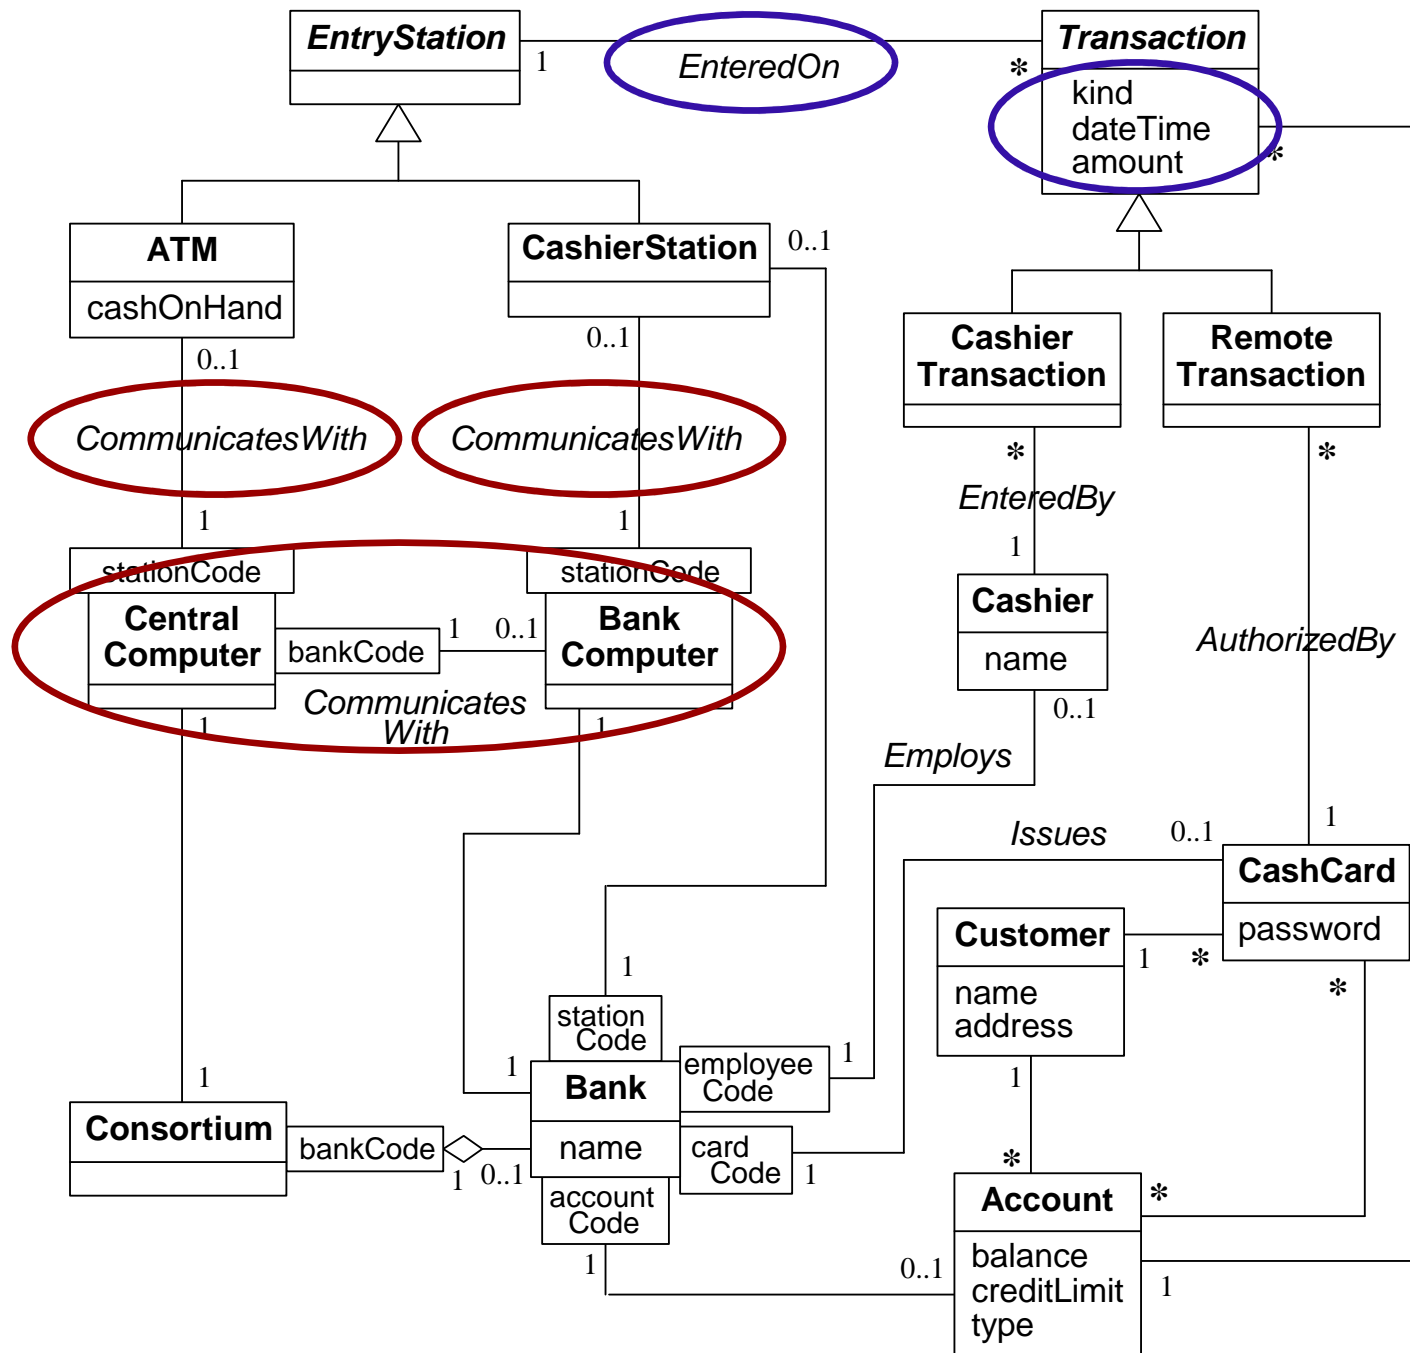 EntryStation
1
EnteredOn
*
Transaction
kind
dateTime
amount
*
ATM
cashOnHand
CashierStation
0..1
0..1
0..1
Cashier
Transaction
Remote
Transaction
CommunicatesWith
CommunicatesWith
*
*
EnteredBy
1
1
1
stationCode
stationCode
Central
Computer
bankCode
1
0..1
Bank
Computer
Communicates
With
1
1
Cashier
name
0..1
AuthorizedBy
Employs
Issues
0..1
1
CashCard
password
Customer
name
address
1
*
*
1
station
Code
1
employee
Code
1
Bank
name
1
1
Consortium
bankCode
1
0..1
card
Code
1
account
Code
1
*
*
Account
balance
creditLimit
type
0..1
1